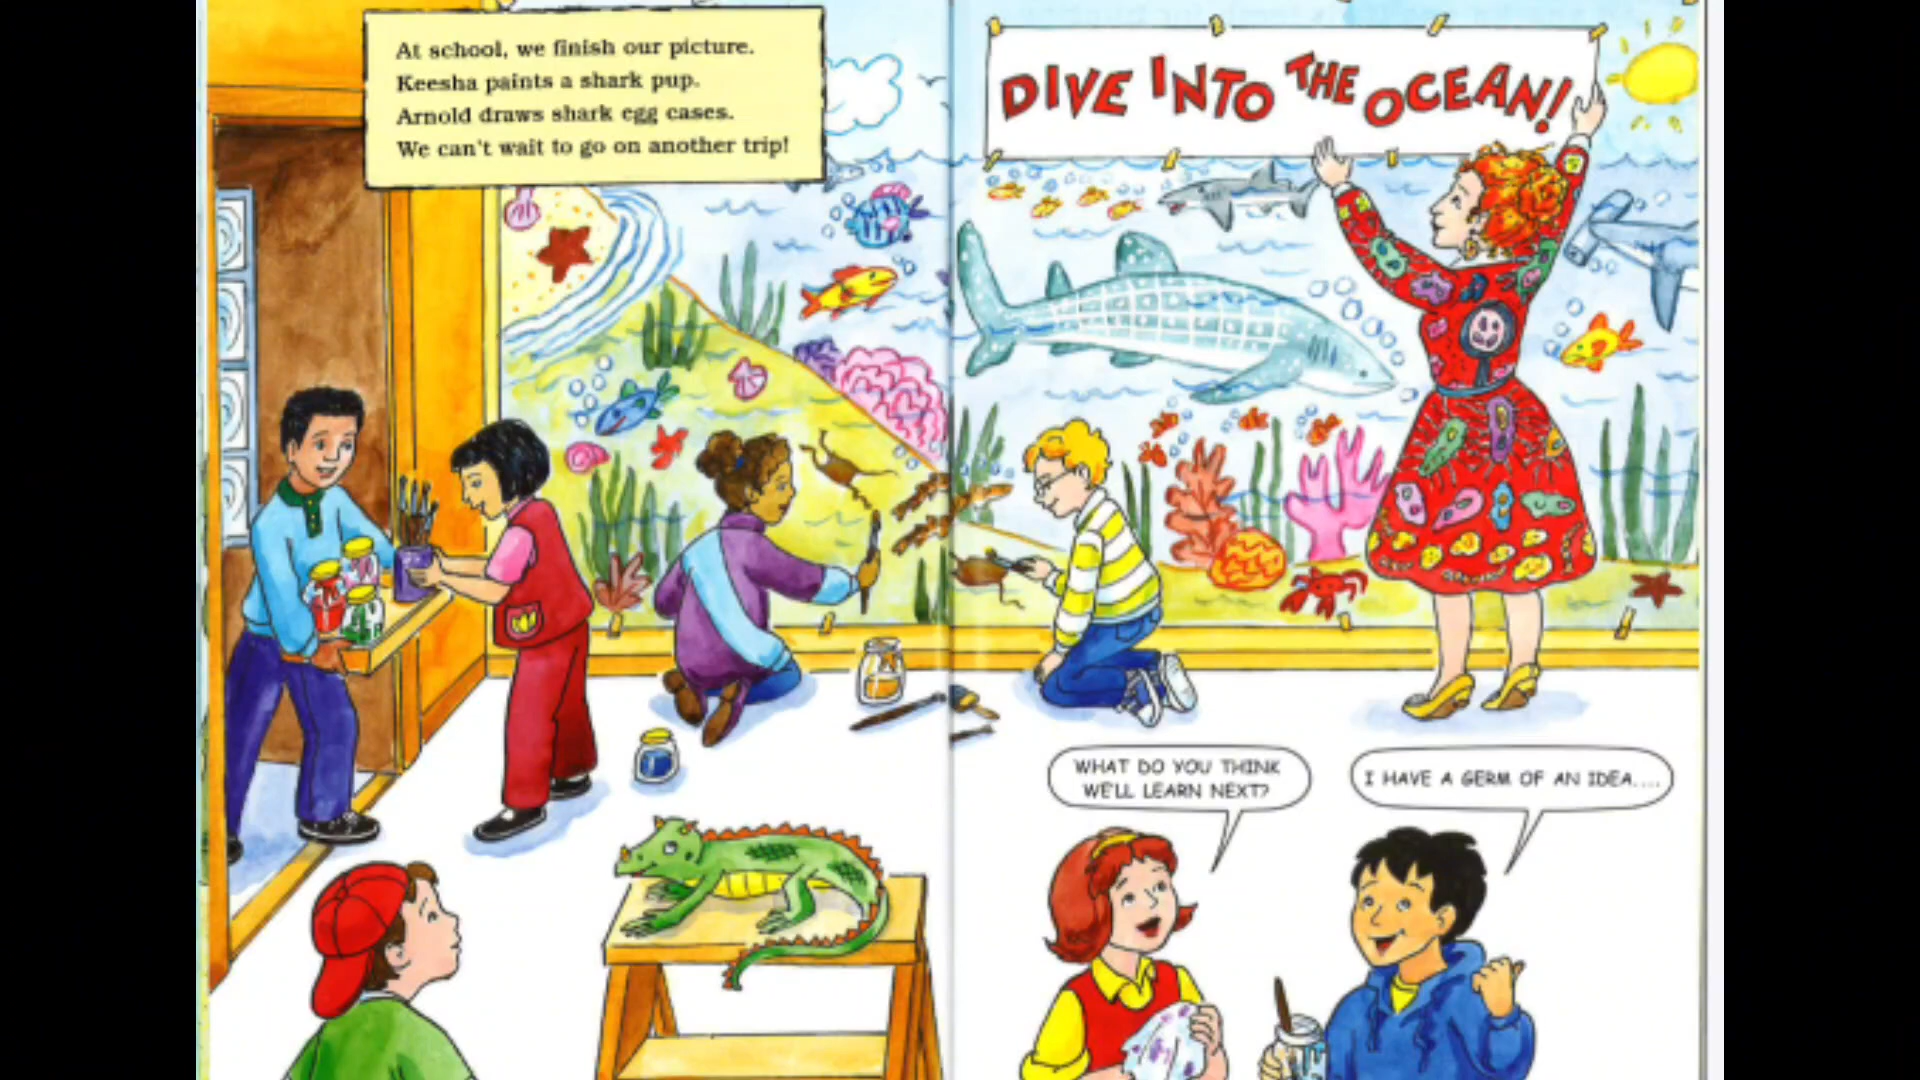 At school, we finish our picture.
Keesha paints a shark pup.
Arnold draws shark egg cases.
We can't wait to go on another trip!
DIVE INTO THE OCEAN!
WHAT DO YOU THINK
WE'LL LEARN NEXT?
I HAVE A GERM OF AN IDEA....